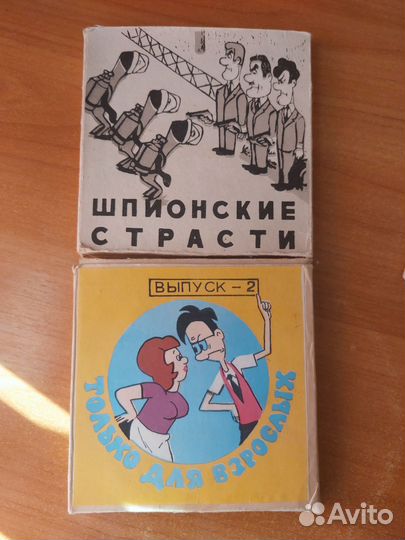 ШПИОНСКИЕ
СТРАСТИ
ВЫПУСК - 2
ТОЛЬКО ДЛЯ ВЗРОСЛЫХ
Avito